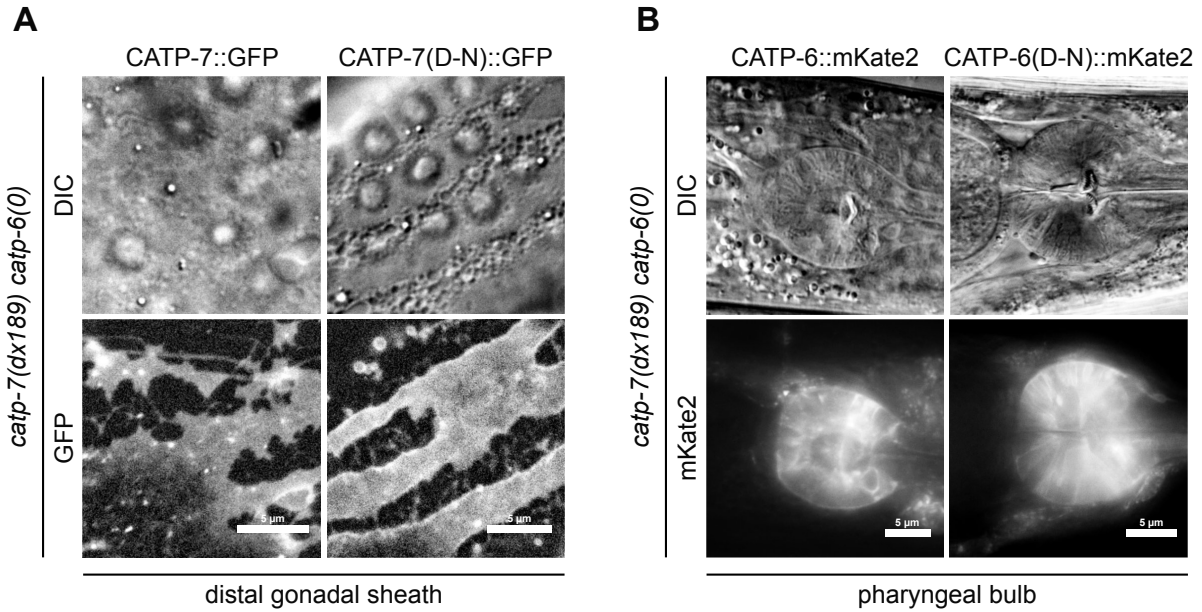 A
CATP-7::GFP
CATP-7(D-N)::GFP
catp-7(dx189) catp-6(0)
DIC
GFP
5 µm
5 µm
distal gonadal sheath
B
CATP-6::mKate2
CATP-6(D-N)::mKate2
catp-7(dx189) catp-6(0)
DIC
mKate2
5 µm
5 µm
pharyngeal bulb